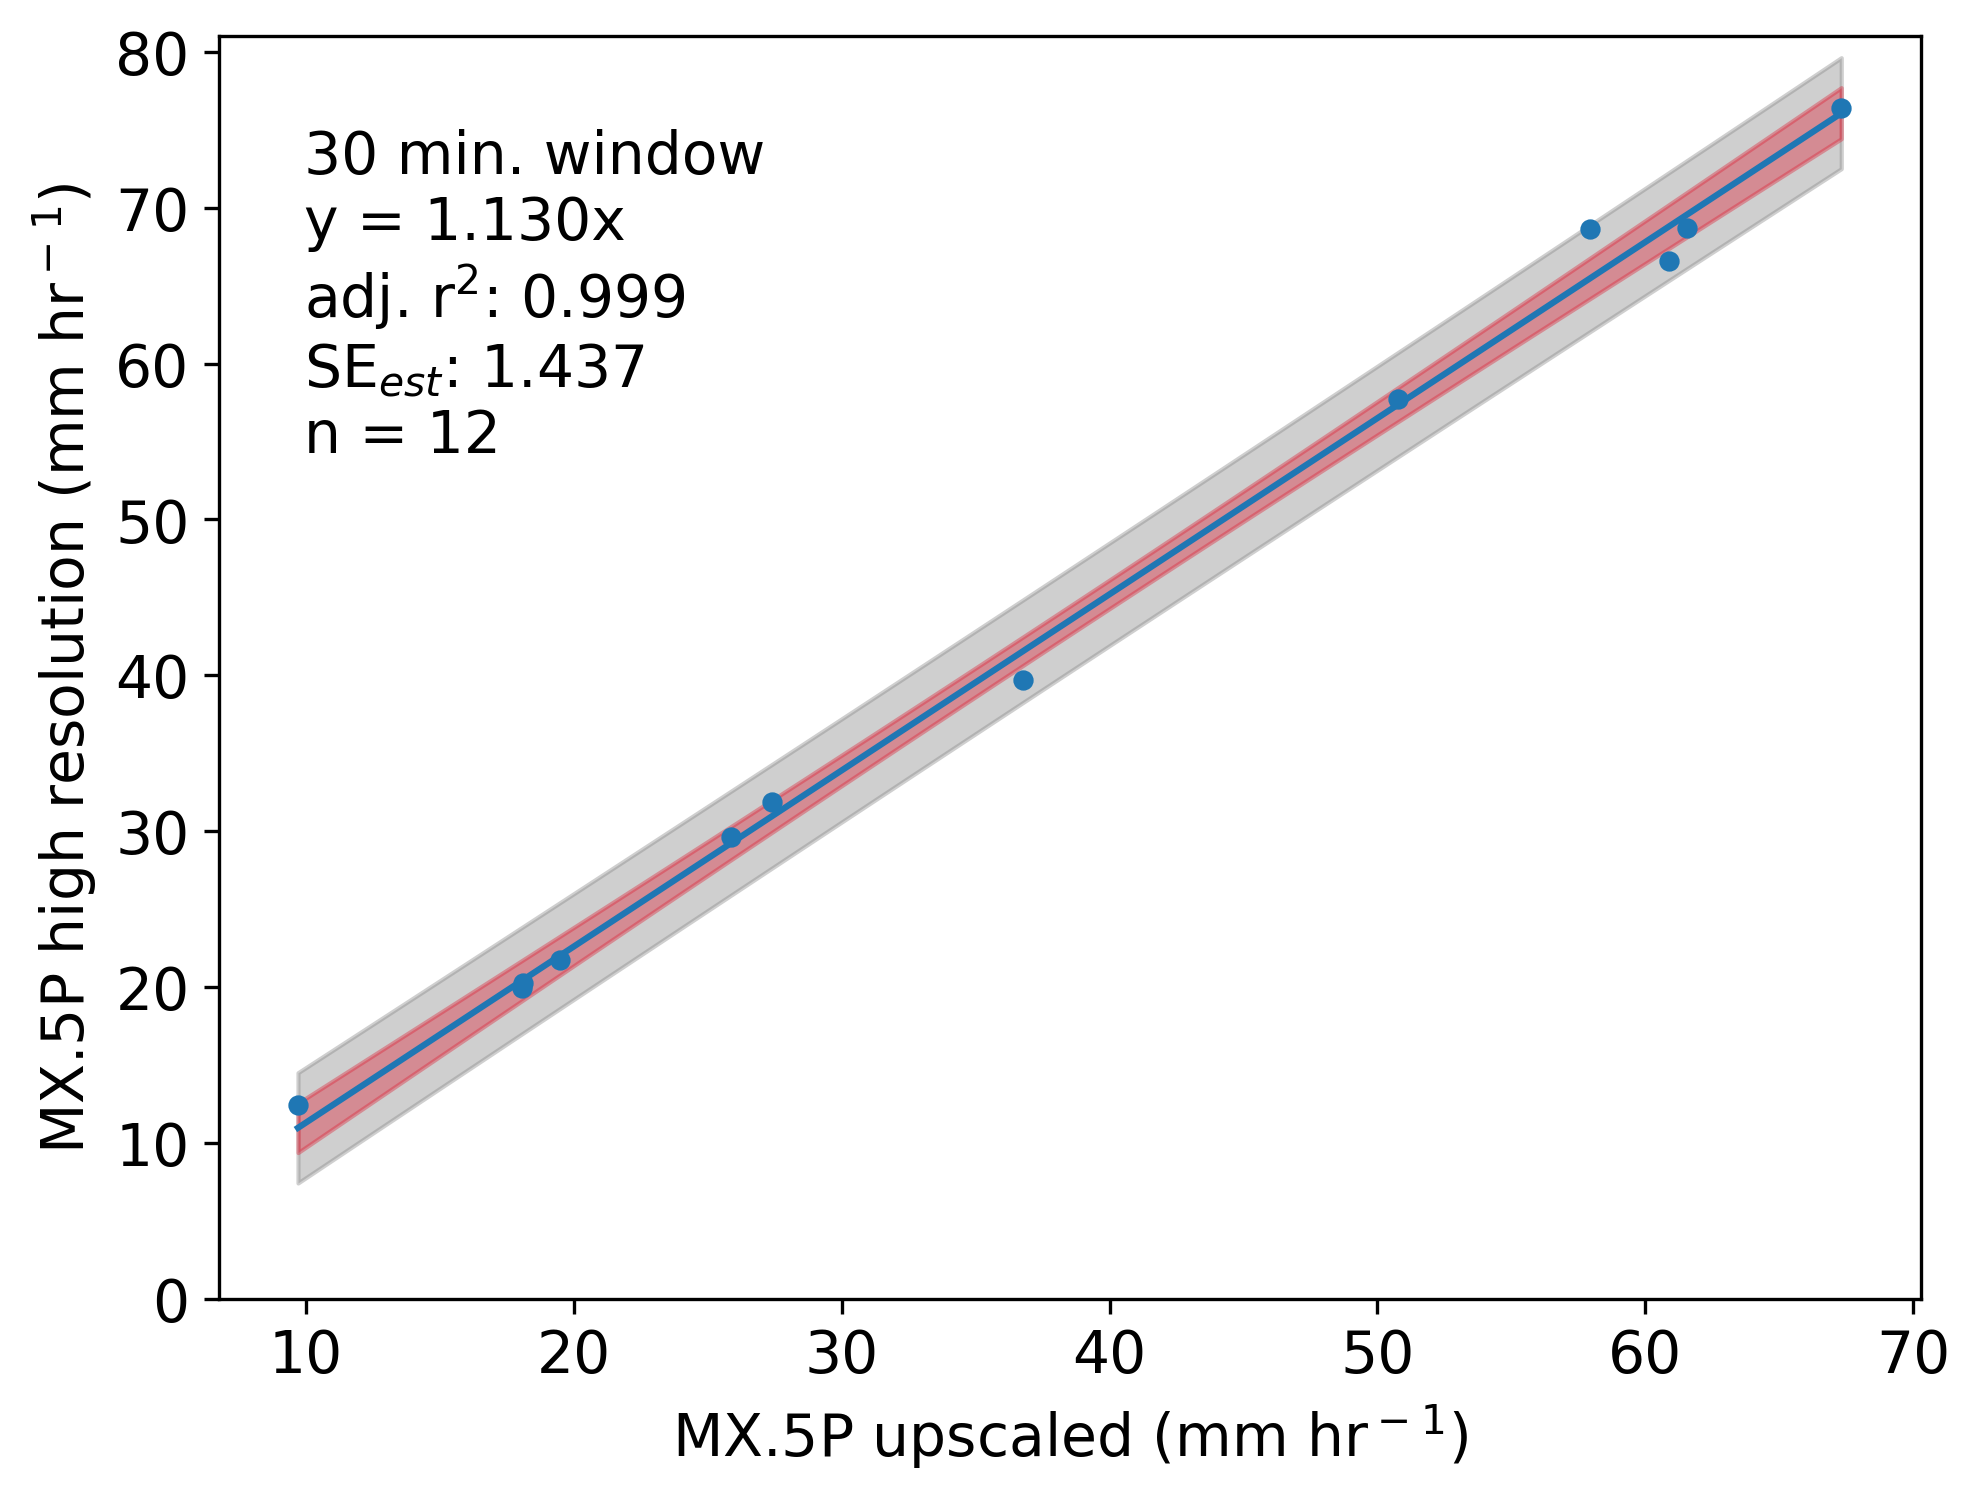 80
70
60
50
40
30
20
10
0
MX.5P high resolution (mm hr⁻¹)
30 min. window
y = 1.130x
adj. r²: 0.999
SE_est: 1.437
n = 12
10 20 30 40 50 60 70
MX.5P upscaled (mm hr⁻¹)